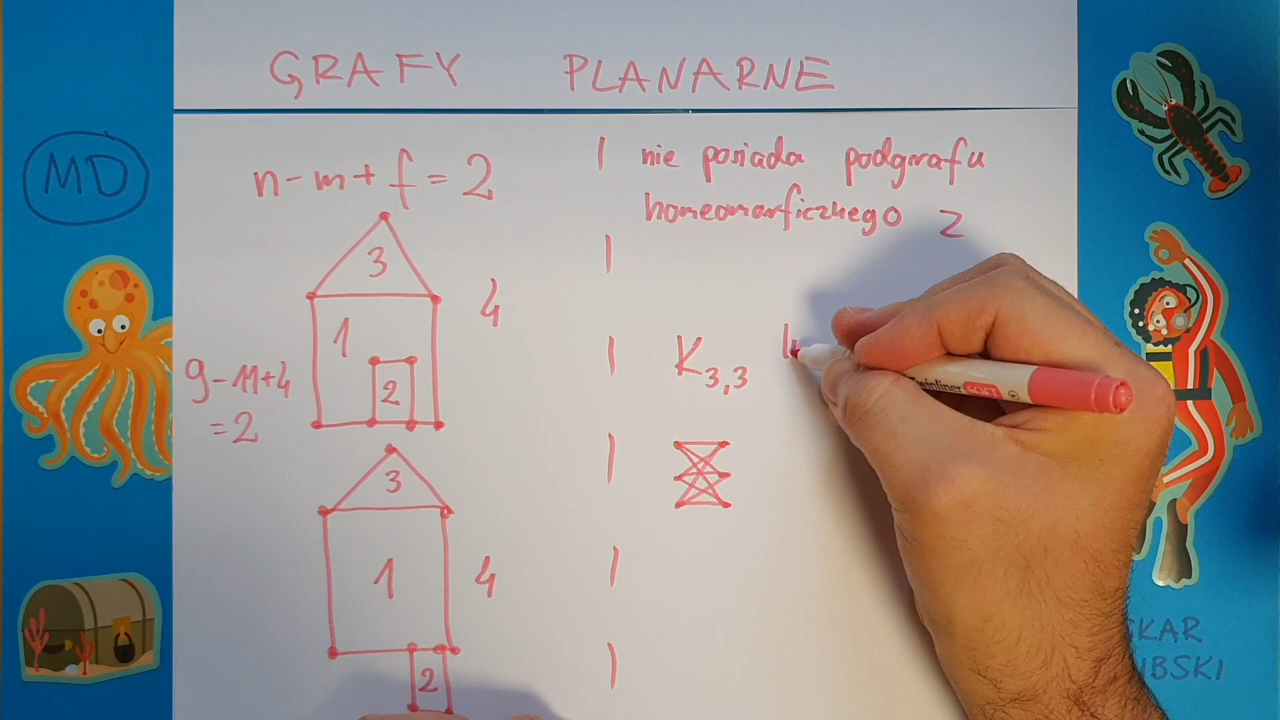 GRAFY PLANARNE
MD
n-m+f=2
3
1
2
4
9-11+4
=2
3
1
2
4
nie posiada podgrafu
homeomorficznego z
K3,3
SKAR